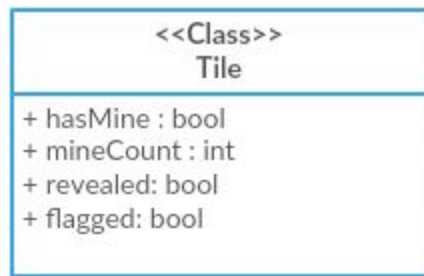 <<Class>>
Tile
+ hasMine : bool
+ mineCount : int
+ revealed: bool
+ flagged: bool